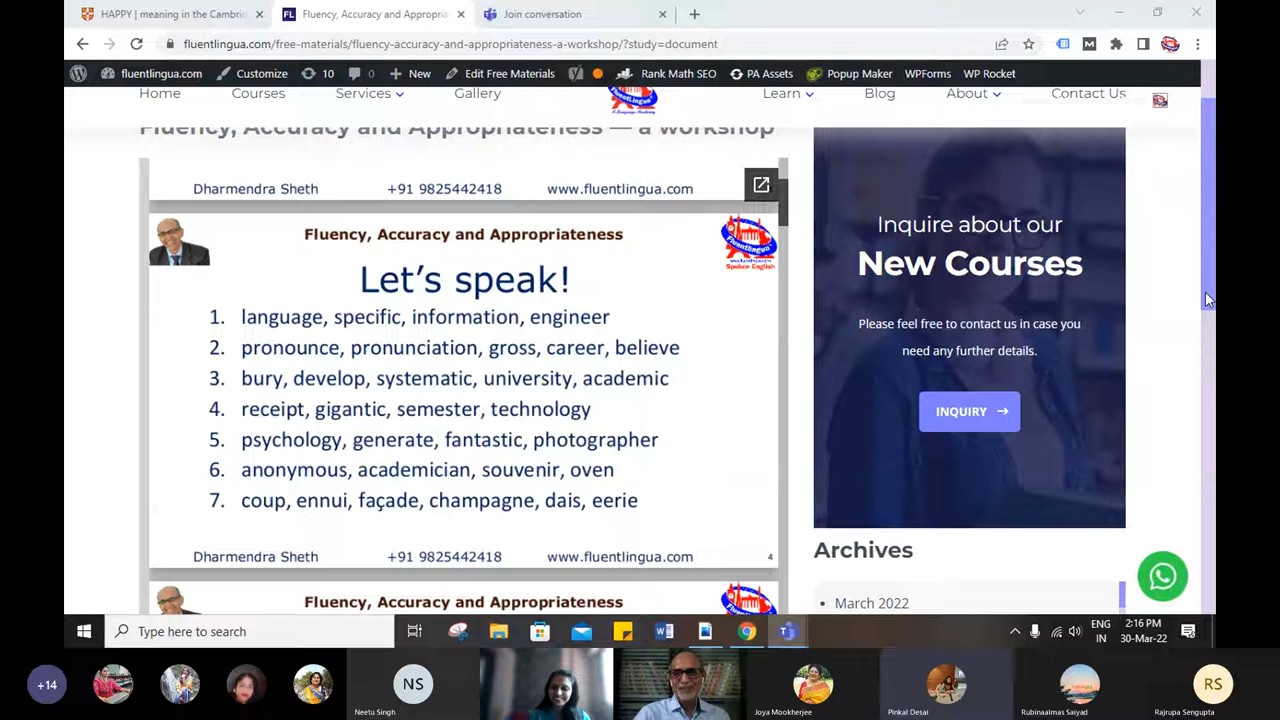 HAPPY | meaning in the Cambri
Fluency, Accuracy and Appropria
Join conversation
fluentlingua.com/free-materials/fluency-accuracy-and-appropriateness-a-workshop/?study=document
fluentlingua.com Customize 10 0 New Edit Free Materials Rank Math SEO PA Assets Popup Maker WPForms WP Rocket
Home Courses Services Gallery Learn Blog About Contact Us
Fluency, Accuracy and Appropriateness — a workshop
Dharmendra Sheth +91 9825442418 www.fluentlingua.com
Fluency, Accuracy and Appropriateness
Fluentlingua
Spoken English
Let's speak!
1. language, specific, information, engineer
2. pronounce, pronunciation, gross, career, believe
3. bury, develop, systematic, university, academic
4. receipt, gigantic, semester, technology
5. psychology, generate, fantastic, photographer
6. anonymous, academician, souvenir, oven
7. coup, ennui, façade, champagne, dais, eerie
Dharmendra Sheth +91 9825442418 www.fluentlingua.com 4
Fluency, Accuracy and Appropriateness
Inquire about our
New Courses
Please feel free to contact us in case you
need any further details.
INQUIRY →
Archives
• March 2022
Type here to search
ENG
IN
2:16 PM
30-Mar-22
+14
NS
Neetu Singh
Joya Mookherjee
Pinkal Desai
Rubinaalmas Saiyad
RS
Rajrupa Sengupta